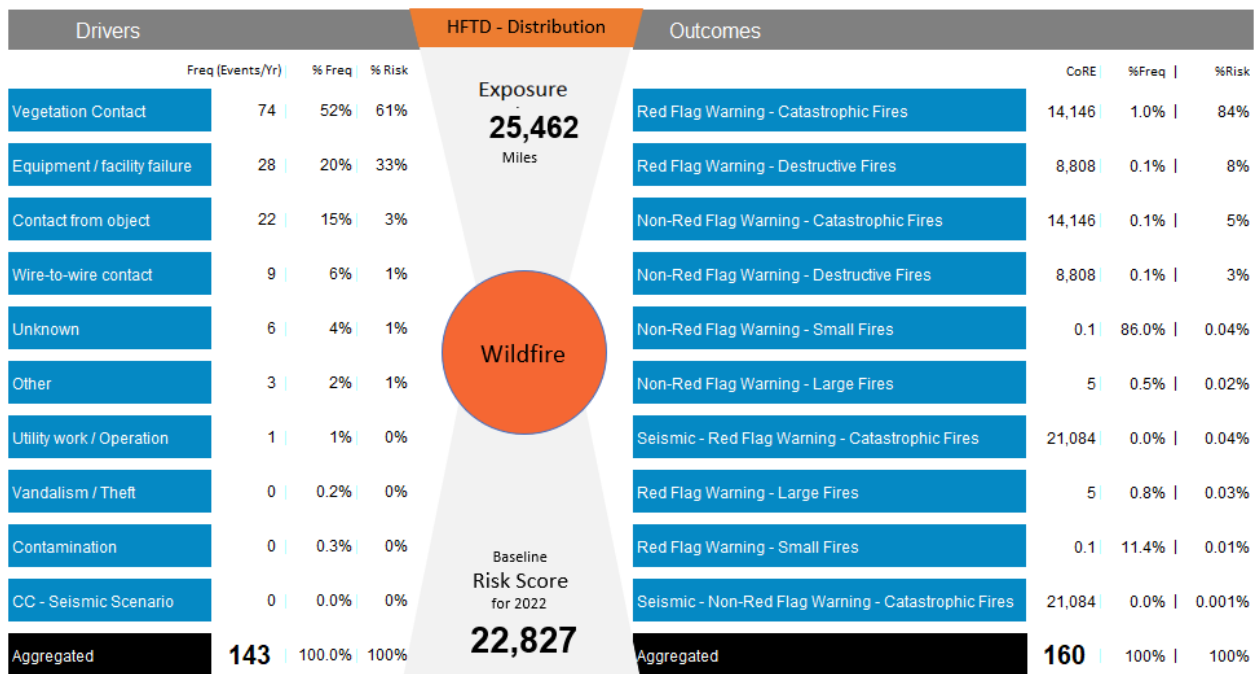 Drivers
HFTD - Distribution
Outcomes
Freq (Events/Yr) % Freq % Risk
CoRE %Freq | %Risk
Exposure
25,462
Miles
Vegetation Contact 74 52% 61%
Equipment / facility failure 28 20% 33%
Contact from object 22 15% 3%
Wire-to-wire contact 9 6% 1%
Unknown 6 4% 1%
Other 3 2% 1%
Utility work / Operation 1 1% 0%
Vandalism / Theft 0 0.2% 0%
Contamination 0 0.3% 0%
CC - Seismic Scenario 0 0.0% 0%
Aggregated 143 100.0% 100%
Wildfire
Baseline
Risk Score
for 2022
22,827
Red Flag Warning - Catastrophic Fires 14,146 1.0% | 84%
Red Flag Warning - Destructive Fires 8,808 0.1% | 8%
Non-Red Flag Warning - Catastrophic Fires 14,146 0.1% | 5%
Non-Red Flag Warning - Destructive Fires 8,808 0.1% | 3%
Non-Red Flag Warning - Small Fires 0.1 86.0% | 0.04%
Non-Red Flag Warning - Large Fires 5 0.5% | 0.02%
Seismic - Red Flag Warning - Catastrophic Fires 21,084 0.0% | 0.04%
Red Flag Warning - Large Fires 5 0.8% | 0.03%
Red Flag Warning - Small Fires 0.1 11.4% | 0.01%
Seismic - Non-Red Flag Warning - Catastrophic Fires 21,084 0.0% | 0.001%
Aggregated 160 100% | 100%